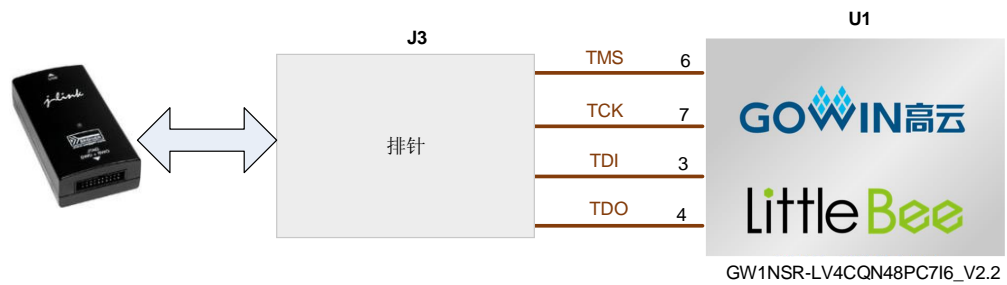 U1
J3
TMS 6
TCK 7
TDI 3
TDO 4
排针
j-link
GOWIN高云
LittleBee
GW1NSR-LV4CQN48PC7I6_V2.2